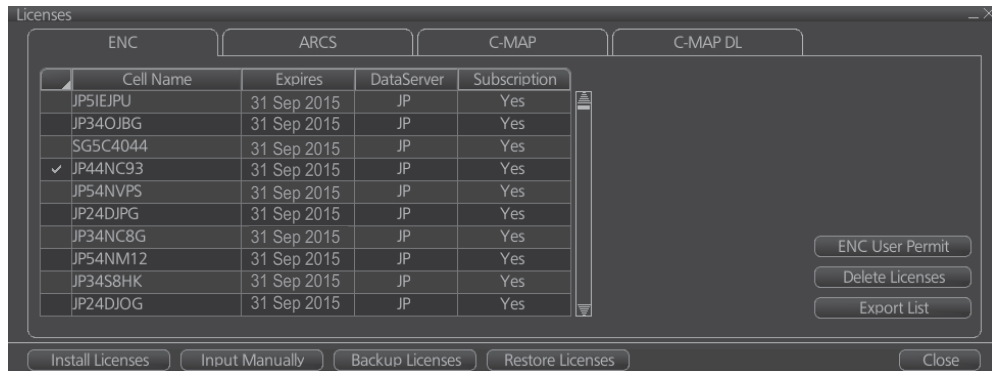 Licenses
ENC ARCS C-MAP C-MAP DL
Cell Name Expires DataServer Subscription
JP5IEJPU 31 Sep 2015 JP Yes
JP34OJBG 31 Sep 2015 JP Yes
SG5C4044 31 Sep 2015 JP Yes
JP44NC93 31 Sep 2015 JP Yes
JP54NVPS 31 Sep 2015 JP Yes
JP24DJPG 31 Sep 2015 JP Yes
JP34NC8G 31 Sep 2015 JP Yes
JP54NM12 31 Sep 2015 JP Yes
JP34S8HK 31 Sep 2015 JP Yes
JP24DJOG 31 Sep 2015 JP Yes
ENC User Permit
Delete Licenses
Export List
Install Licenses Input Manually Backup Licenses Restore Licenses Close